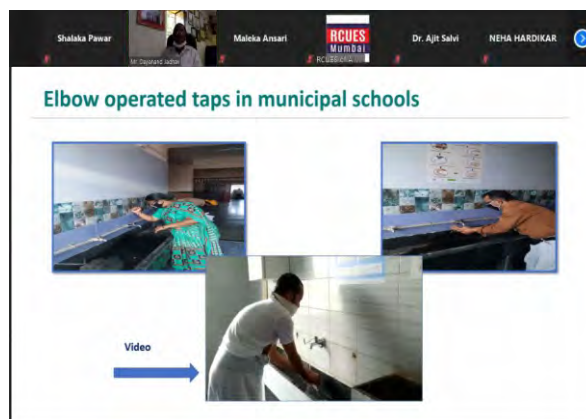 Shalaka Pawar
Maleka Ansari
RCUES
Mumbai
Dr. Ajit Salvi
NEHA HARDIKAR
Elbow operated taps in municipal schools
Video